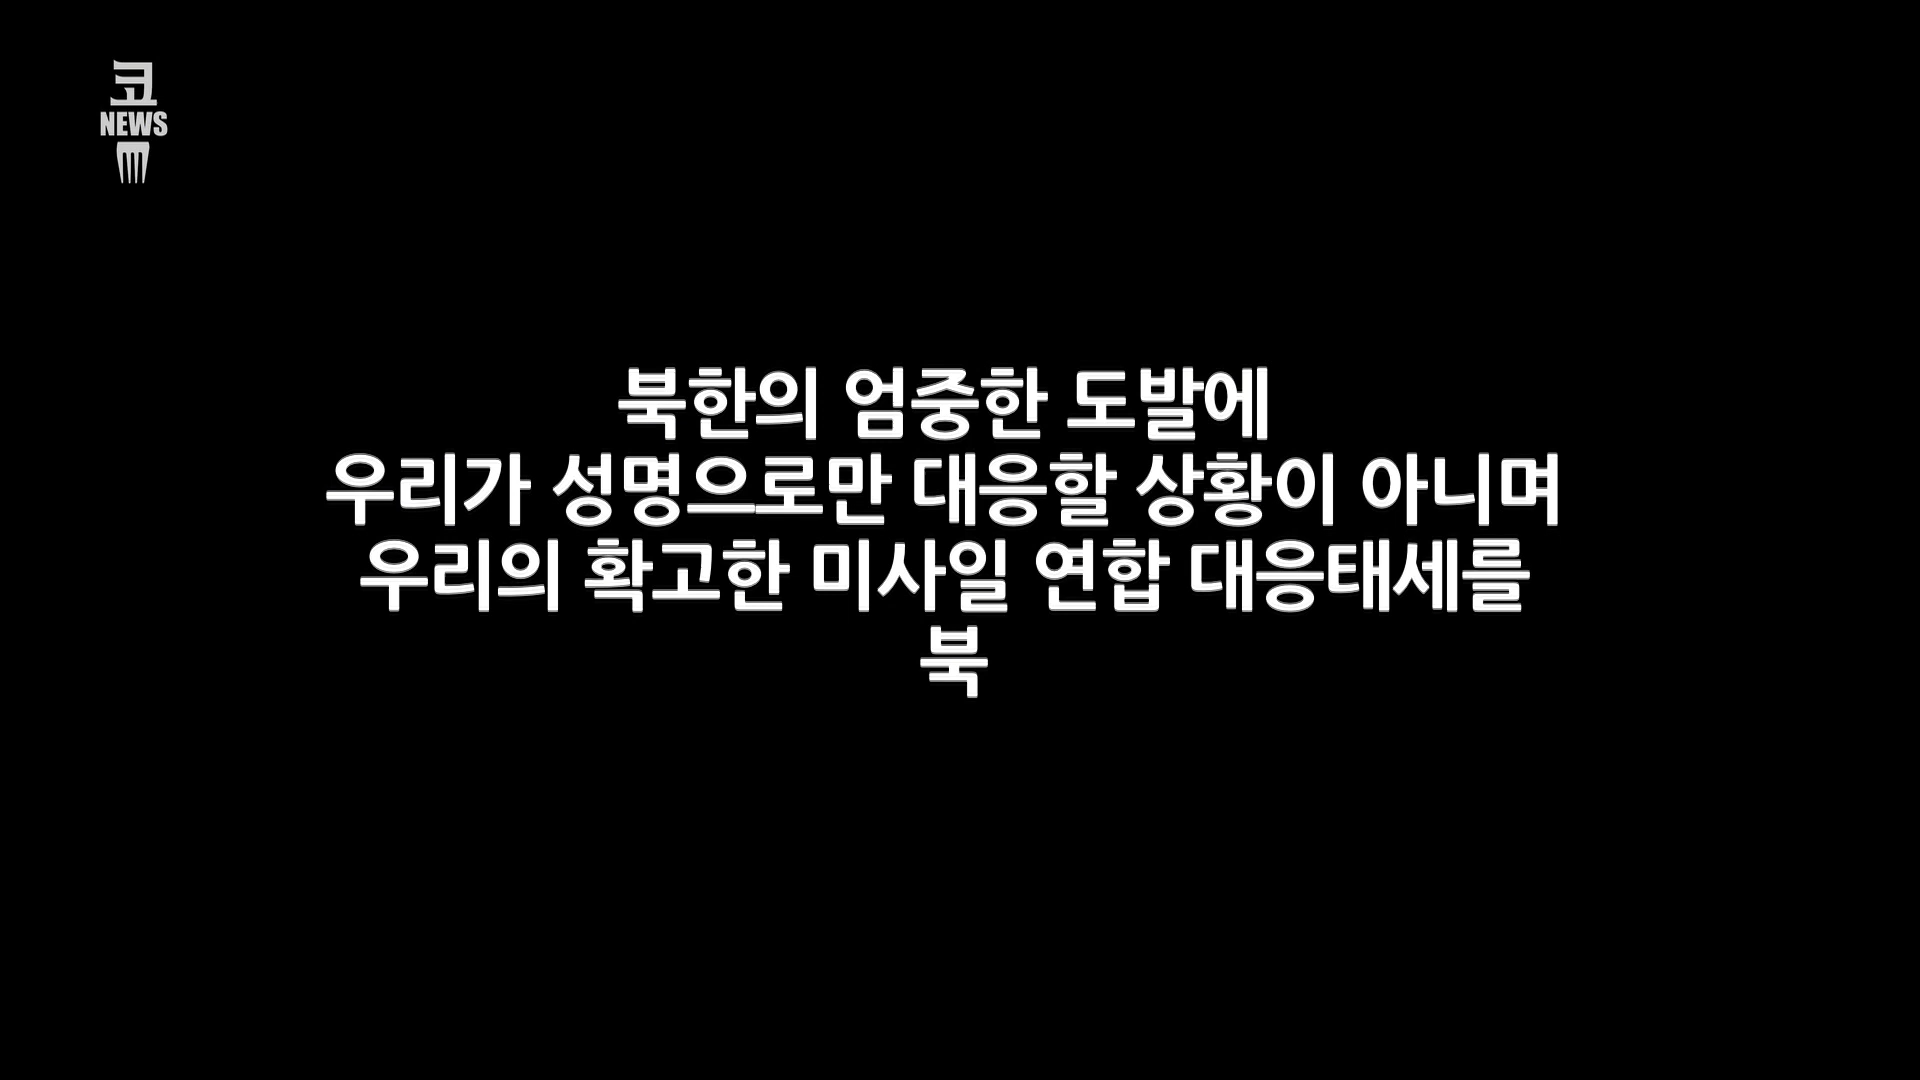 코
NEWS
북한의 엄중한 도발에
우리가 성명으로만 대응할 상황이 아니며
우리의 확고한 미사일 연합 대응태세를
북